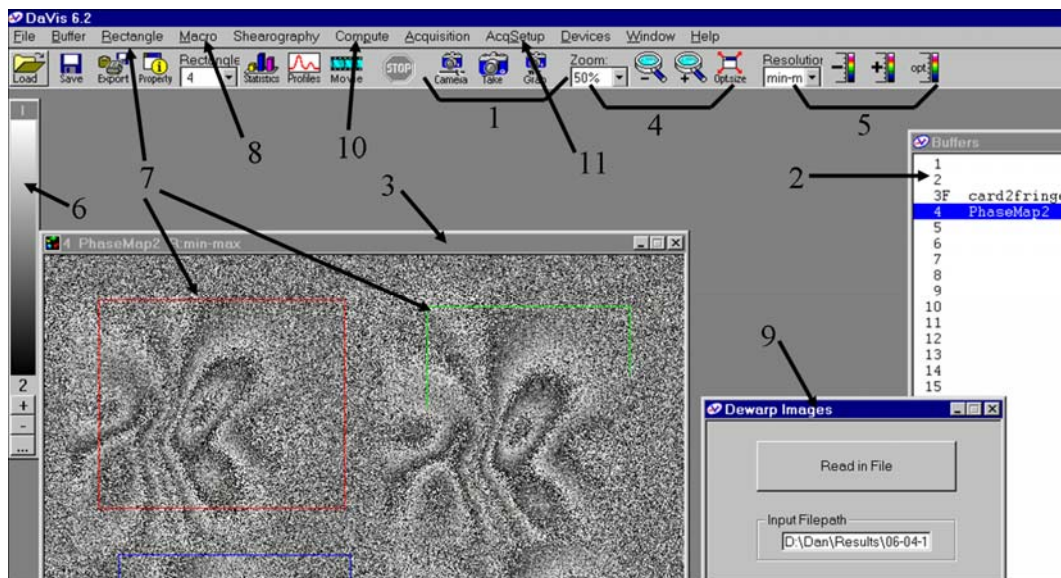 DaVis 6.2
File Buffer Rectangle Macro Shearography Compute Acquisition AcqSetup Devices Window Help
Rectangle Zoom: Resolution
4 STOP 50% min-m opt
Load Save Export Property Statistics Profiles Movie Camera Take Grab Opt.size
1 4 5
8 10 11
I
7 3 2 6
Buffers
1
2
3F card2fringe
4 PhaseMap2
5
6
7
8
9
10
11
12
13
14
15
4 PhaseMap2 R:min-max
2
+
-
...
9
Dewarp Images
Read in File
Input Filepath
D:\Dan\Results\06-04-1